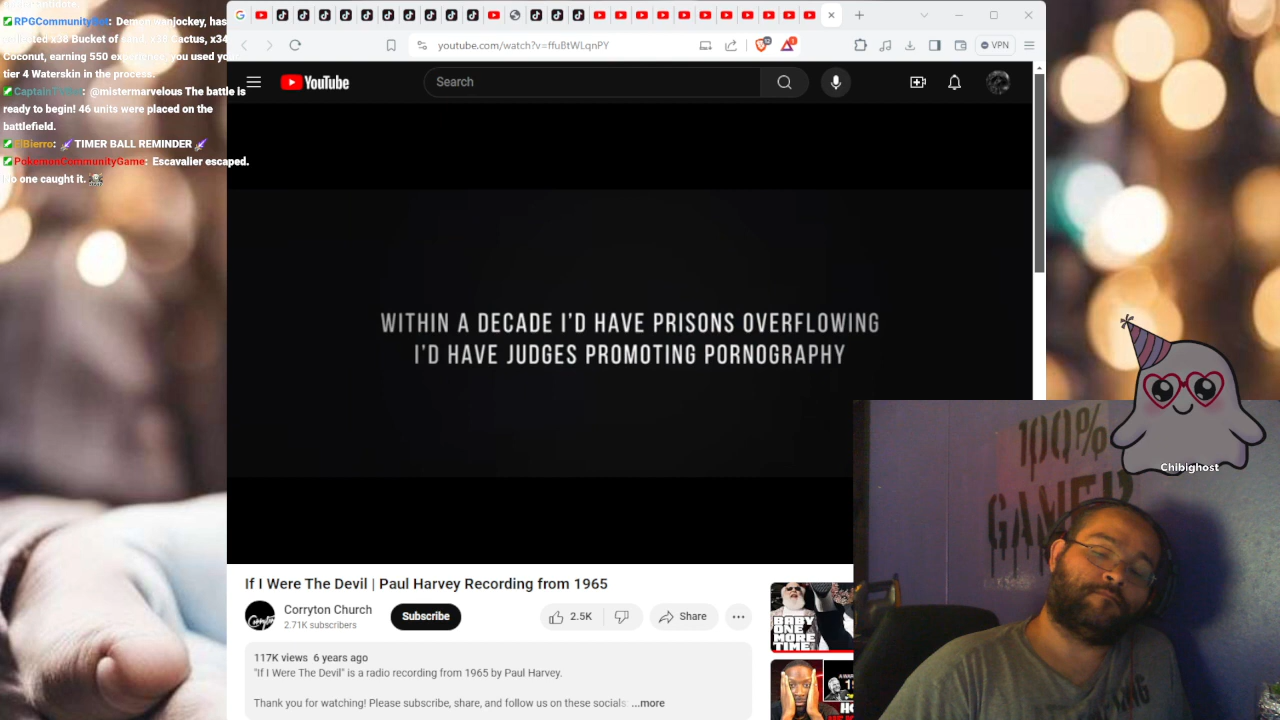 RPGCommunityBot: Demonwanjockey, has
Coconut, earning 550 experience, you used your
tier 4 Waterskin in the process.
: @mistermarvelous The battle is
ready to begin! 46 units were placed on the
battlefield.
ElBierro: TIMER BALL REMINDER
PokemonCommunityGame: Escavalier escaped.
No one caught it.
youtube.com/watch?v=ffuBtWLqnPY
VPN
YouTube
Search
WITHIN A DECADE I'D HAVE PRISONS OVERFLOWING
I'D HAVE JUDGES PROMOTING PORNOGRAPHY
100%
GAMER
Chibighost
If I Were The Devil | Paul Harvey Recording from 1965
Corryton Church
2.71K subscribers
Subscribe
2.5K
Share
117K views 6 years ago
"If I Were The Devil" is a radio recording from 1965 by Paul Harvey.
Thank you for watching! Please subscribe, share, and follow us on these socials ...more
BABY
ONE
MORE
TIME